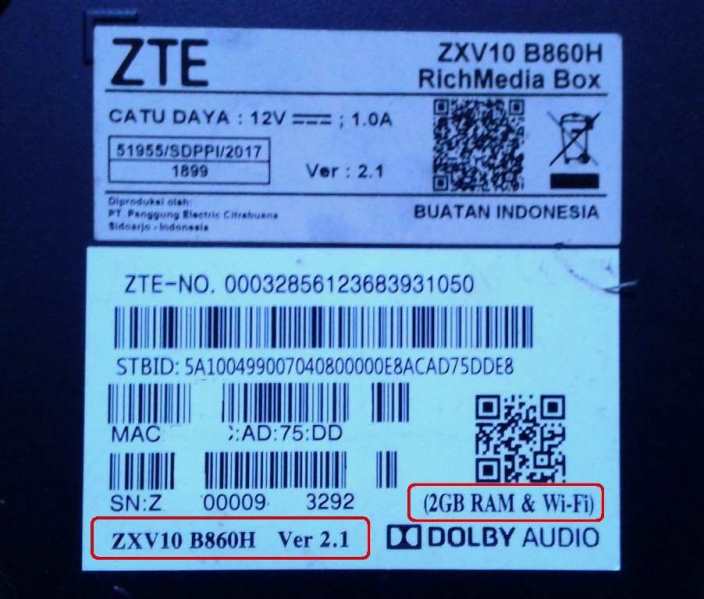 ZTE
ZXV10 B860H
RichMedia Box
CATU DAYA : 12V ; 1.0A
51955/SDPPI/2017
1899
Ver : 2.1
Diproduksi oleh:
PT. Panggung Electric Citrabuana
Sidoarjo - Indonesia
BUATAN INDONESIA
ZTE-NO. 00032856123683931050
STBID: 5A100499007040800000E8ACAD75DDE8
MAC :AD:75:DD
SN:Z 00009 3292
(2GB RAM & Wi-Fi)
ZXV10 B860H Ver 2.1
DOLBY AUDIO